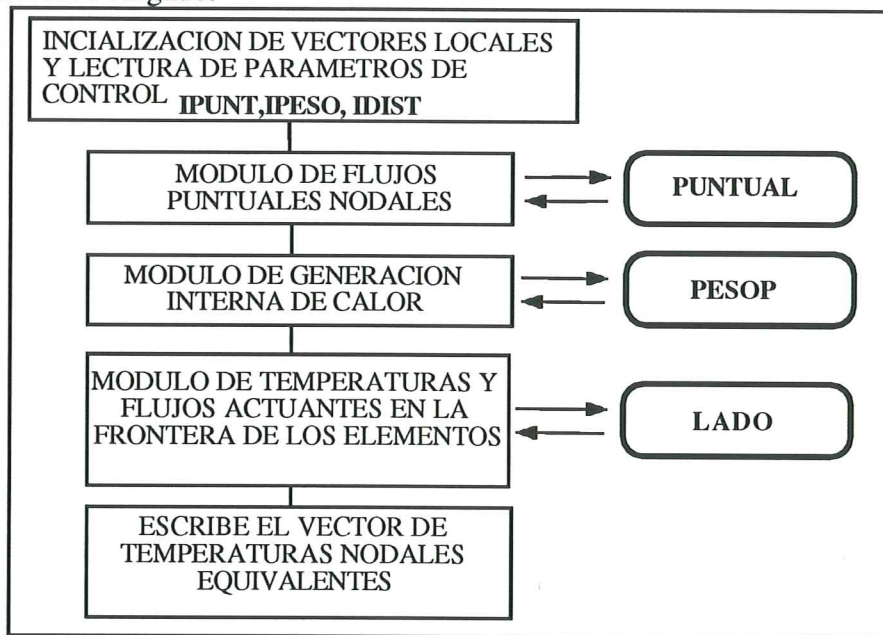 INCIALIZACION DE VECTORES LOCALES
Y LECTURA DE PARAMETROS DE
CONTROL IPUNT,IPESO, IDIST
MODULO DE FLUJOS
PUNTUALES NODALES
PUNTUAL
MODULO DE GENERACION
INTERNA DE CALOR
PESOP
MODULO DE TEMPERATURAS Y
FLUJOS ACTUANTES EN LA
FRONTERA DE LOS ELEMENTOS
LADO
ESCRIBE EL VECTOR DE
TEMPERATURAS NODALES
EQUIVALENTES